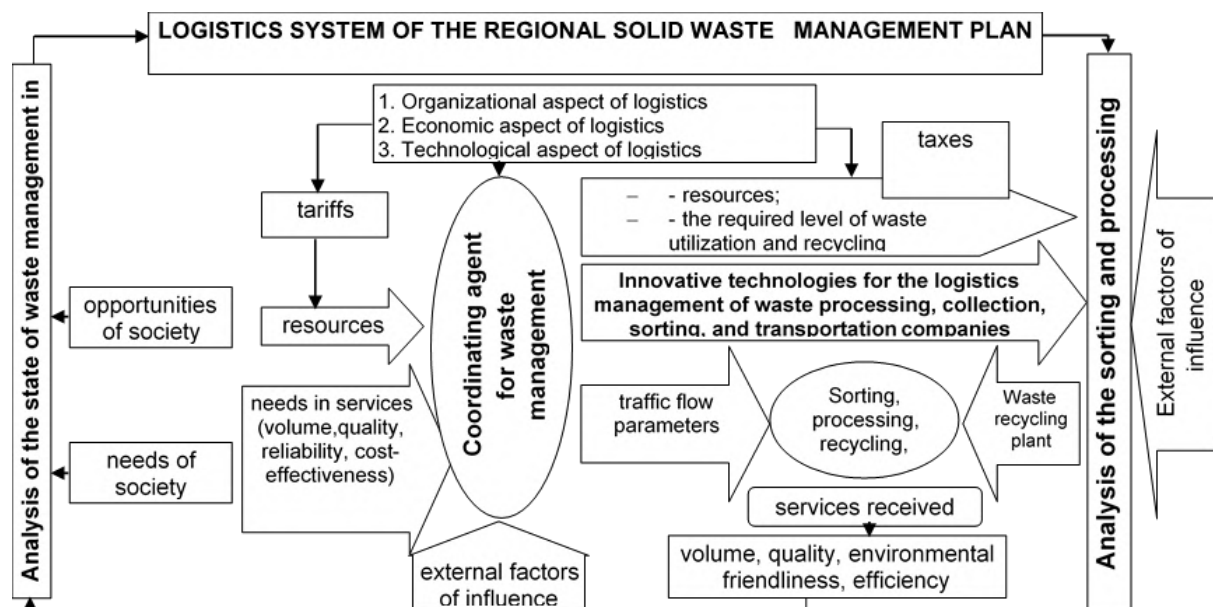 LOGISTICS SYSTEM OF THE REGIONAL SOLID WASTE MANAGEMENT PLAN
Analysis of the state of waste management in
1. Organizational aspect of logistics
2. Economic aspect of logistics
3. Technological aspect of logistics
taxes
tariffs
– - resources;
– - the required level of waste
utilization and recycling
Coordinating agent
for waste
management
Innovative technologies for the logistics
management of waste processing, collection,
sorting, and transportation companies
opportunities
of society
resources
needs in services
(volume,quality,
reliability, cost-
effectiveness)
needs of
society
traffic flow
parameters
Sorting,
processing,
recycling,
Waste
recycling
plant
services received
volume, quality, environmental
friendliness, efficiency
external factors
of influence
Analysis of the sorting and processing
External factors of
influence